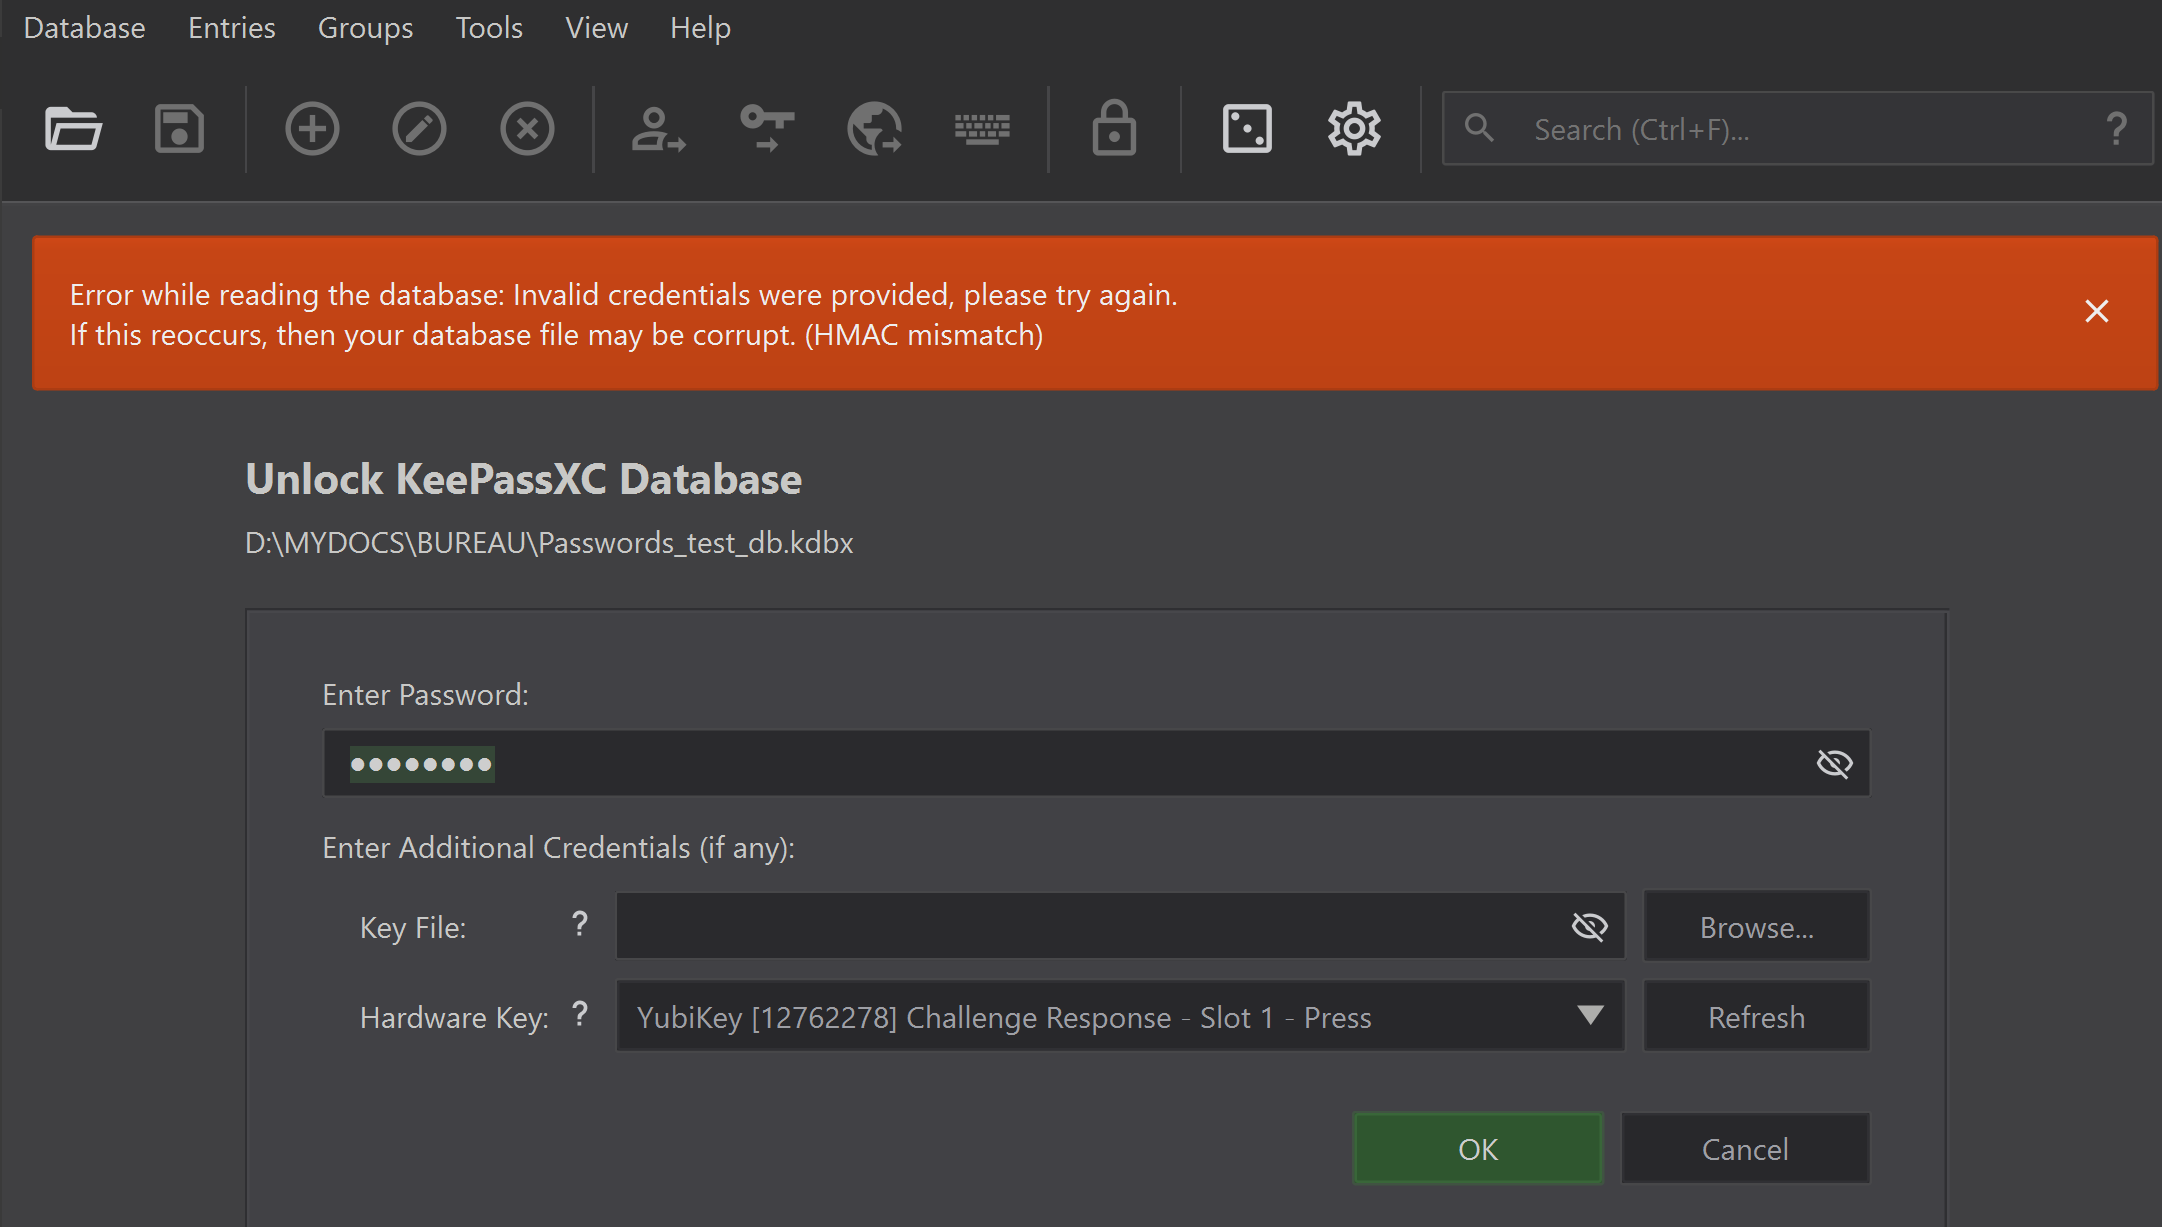 Database Entries Groups Tools View Help
Search (Ctrl+F)... ?
Error while reading the database: Invalid credentials were provided, please try again.
If this reoccurs, then your database file may be corrupt. (HMAC mismatch)
Unlock KeePassXC Database
D:\MYDOCS\BUREAU\Passwords_test_db.kdbx
Enter Password:
Enter Additional Credentials (if any):
Key File: ? Browse...
Hardware Key: ? YubiKey [12762278] Challenge Response - Slot 1 - Press Refresh
OK Cancel